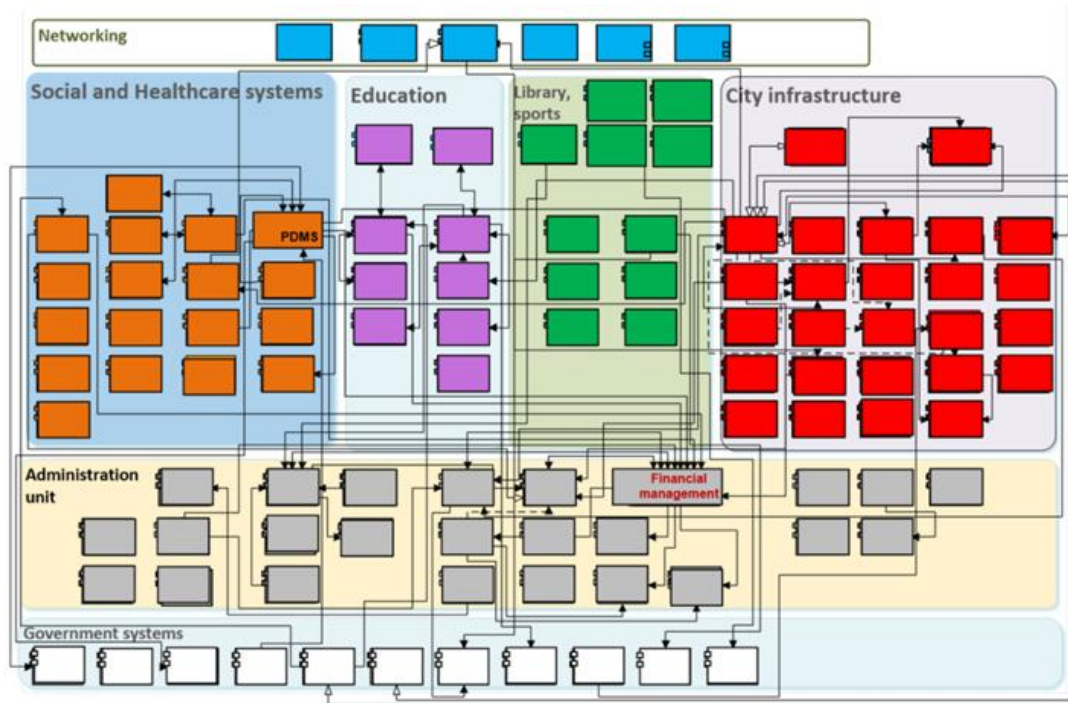 Networking
Social and Healthcare systems
Education
Library,
sports
City infrastructure
PDMS
Administration
unit
Financial
management
Government systems